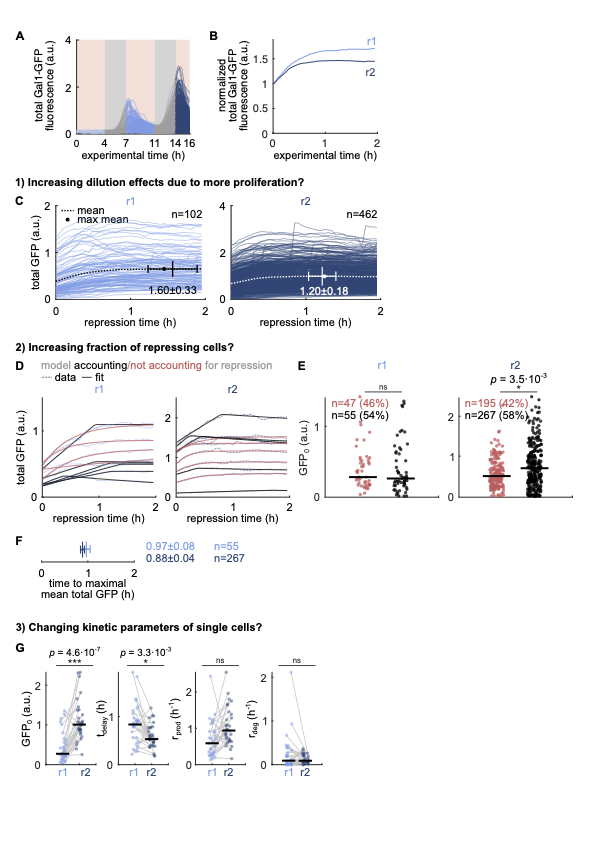 A
B
total Gal1-GFP
fluorescence (a.u.)
4
2
0
0 4 7 11 14 16
experimental time (h)
normalized
total Gal1-GFP
fluorescence (a.u.)
1.5
1
0.5
0
0 1 2
experimental time (h)
r1
r2
1) Increasing dilution effects due to more proliferation?
C
r1
r2
total GFP (a.u.)
2
1
0
mean
max mean
n=102
1.60±0.33
0 1 2
repression time (h)
4
2
0
n=462
1.20±0.18
0 1 2
repression time (h)
2) Increasing fraction of repressing cells?
D
model accounting/not accounting for repression
data fit
r1
r2
total GFP (a.u.)
1
0
0 1 2
repression time (h)
2
1
0
0 1 2
repression time (h)
E
r1
r2
ns
p = 3.5·10-3
*
n=47 (46%)
n=55 (54%)
n=195 (42%)
n=267 (58%)
GFP0 (a.u.)
1
0
2
1
0
F
0.97±0.08 n=55
0.88±0.04 n=267
0 1 2
time to maximal
mean total GFP (h)
3) Changing kinetic parameters of single cells?
G
p = 4.6·10-7
***
p = 3.3·10-3
*
ns
ns
GFP0 (a.u.)
2
1
0
r1 r2
tdelay (h)
1
0
r1 r2
rprod (h-1)
2
1
0
r1 r2
rdeg (h-1)
2
1
0
r1 r2